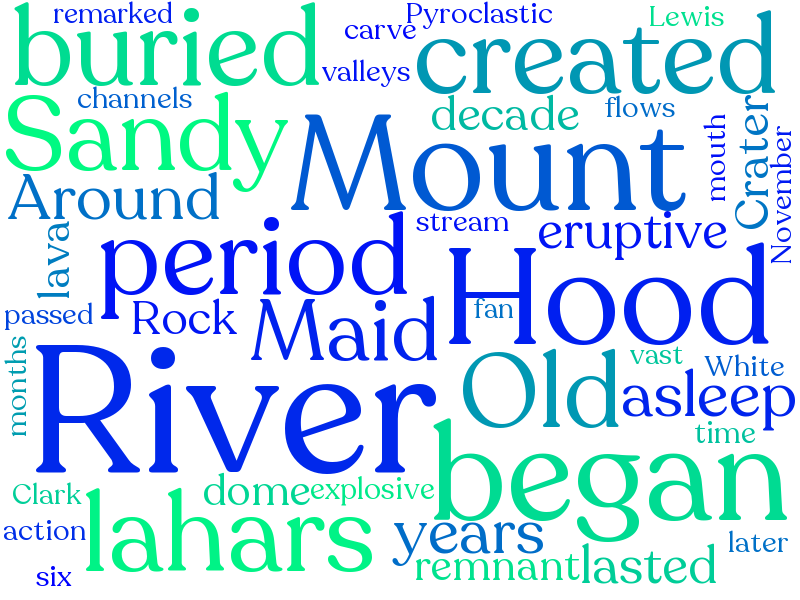 remarked
Pyroclastic
Lewis
carve
buried
created
valleys
channels
decade
flows
Sandy
Mount
mouth
Crater
November
Around
stream
eruptive
lava
period
Hood
passed
Rock
Maid
fan
months
River
Old
vast
White
asleep
time
began
Clark
dome
explosive
action
lahars
years
later
six
remnant
lasted